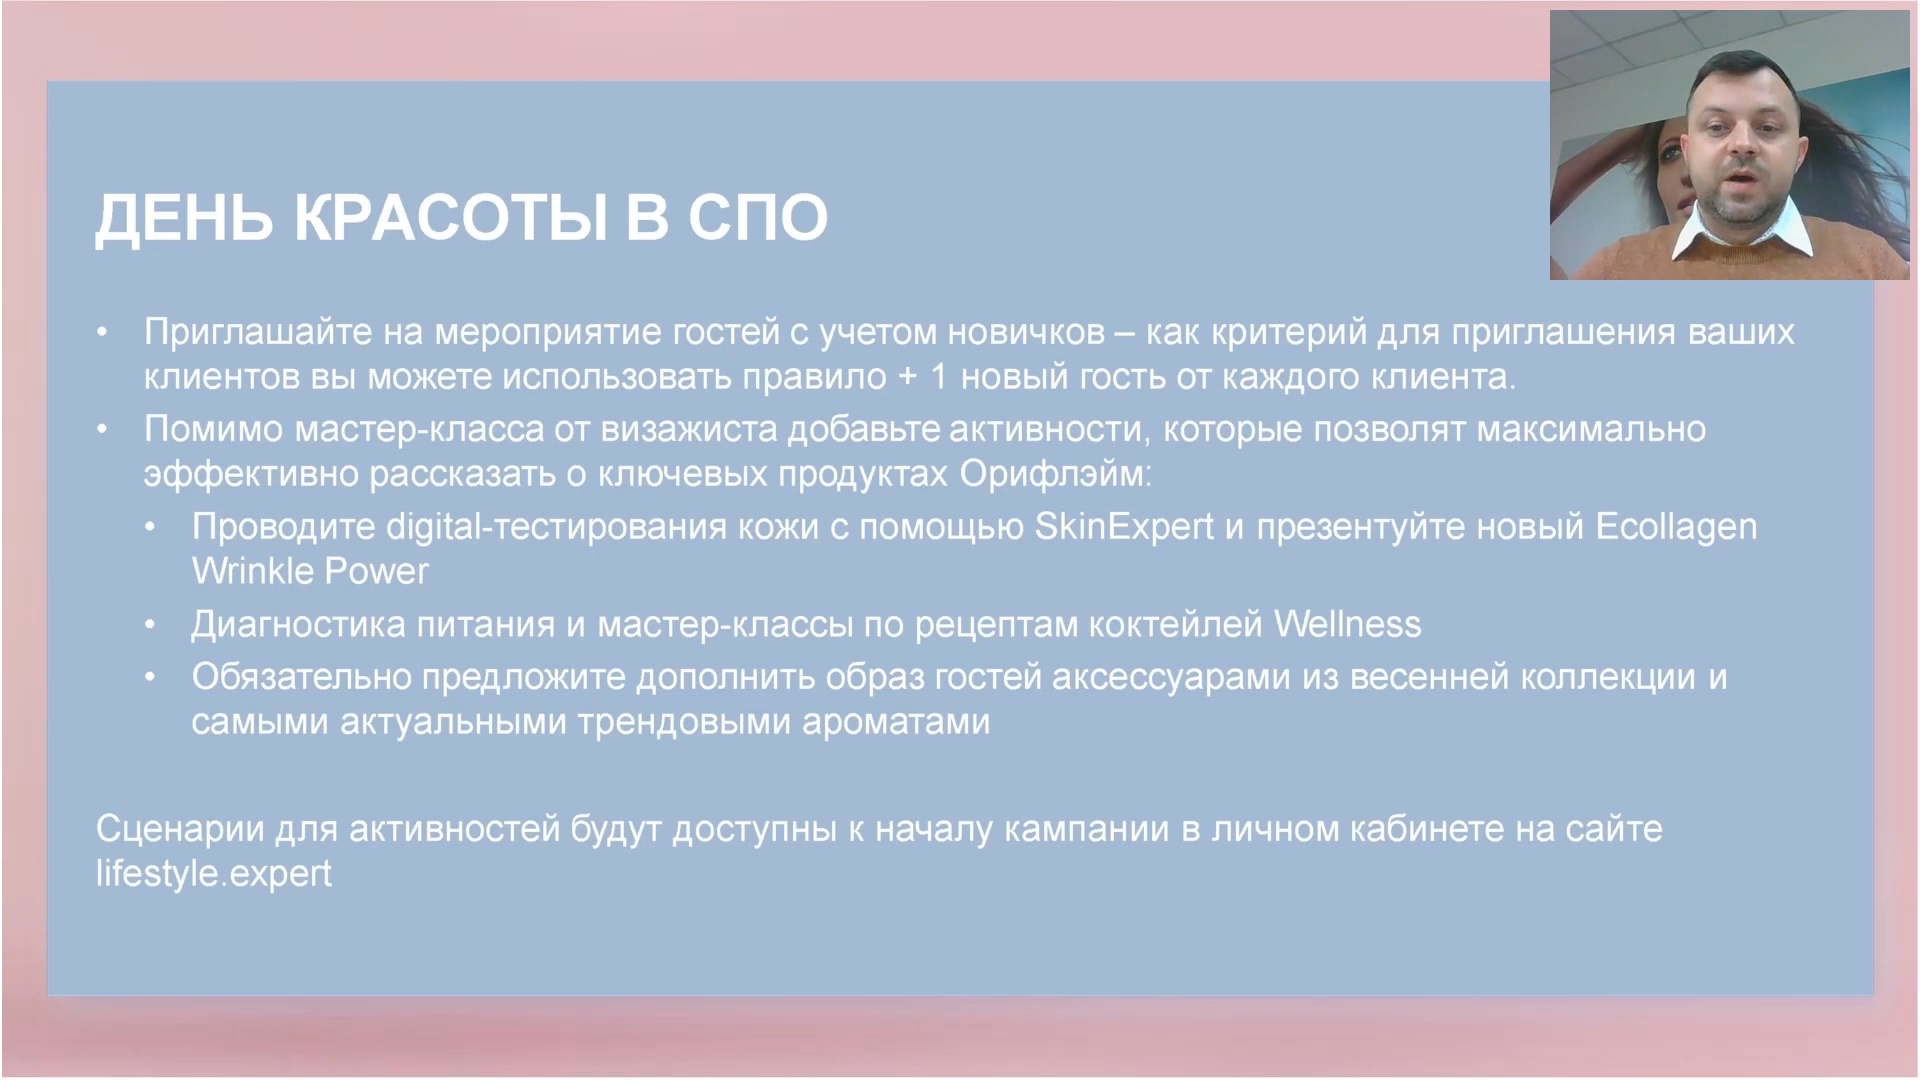 ДЕНЬ КРАСОТЫ В СПО
• Приглашайте на мероприятие гостей с учетом новичков – как критерий для приглашения ваших
клиентов вы можете использовать правило + 1 новый гость от каждого клиента.
• Помимо мастер-класса от визажиста добавьте активности, которые позволят максимально
эффективно рассказать о ключевых продуктах Орифлэйм:
• Проводите digital-тестирования кожи с помощью SkinExpert и презентуйте новый Ecollagen
Wrinkle Power
• Диагностика питания и мастер-классы по рецептам коктейлей Wellness
• Обязательно предложите дополнить образ гостей аксессуарами из весенней коллекции и
самыми актуальными трендовыми ароматами
Сценарии для активностей будут доступны к началу кампании в личном кабинете на сайте
lifestyle.expert